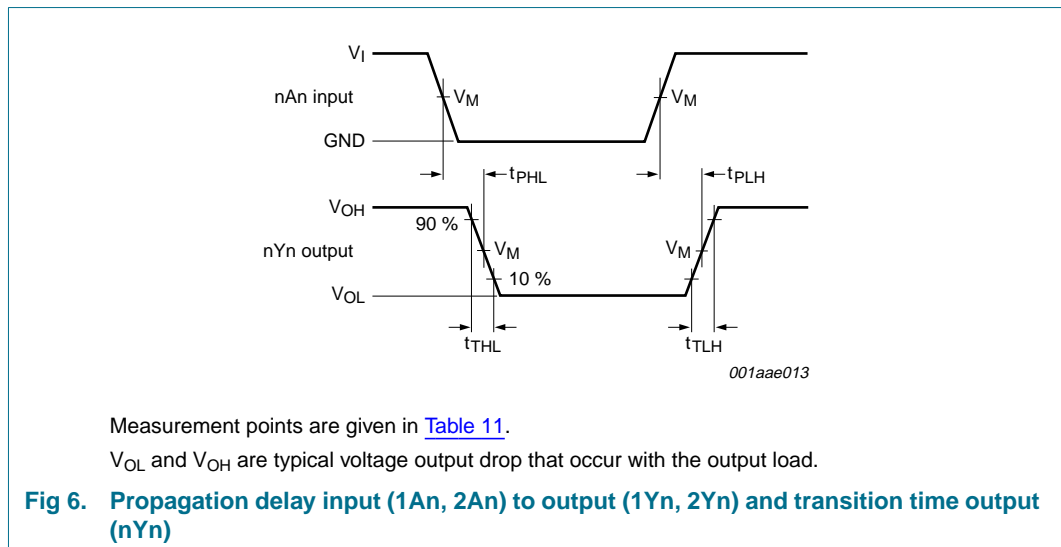 VI
nAn input
VM
VM
GND
tPHL
tPLH
VOH
90 %
nYn output
VM
VM
10 %
VOL
tTHL
tTLH
001aae013
Measurement points are given in Table 11.
VOL and VOH are typical voltage output drop that occur with the output load.
Fig 6. Propagation delay input (1An, 2An) to output (1Yn, 2Yn) and transition time output
(nYn)